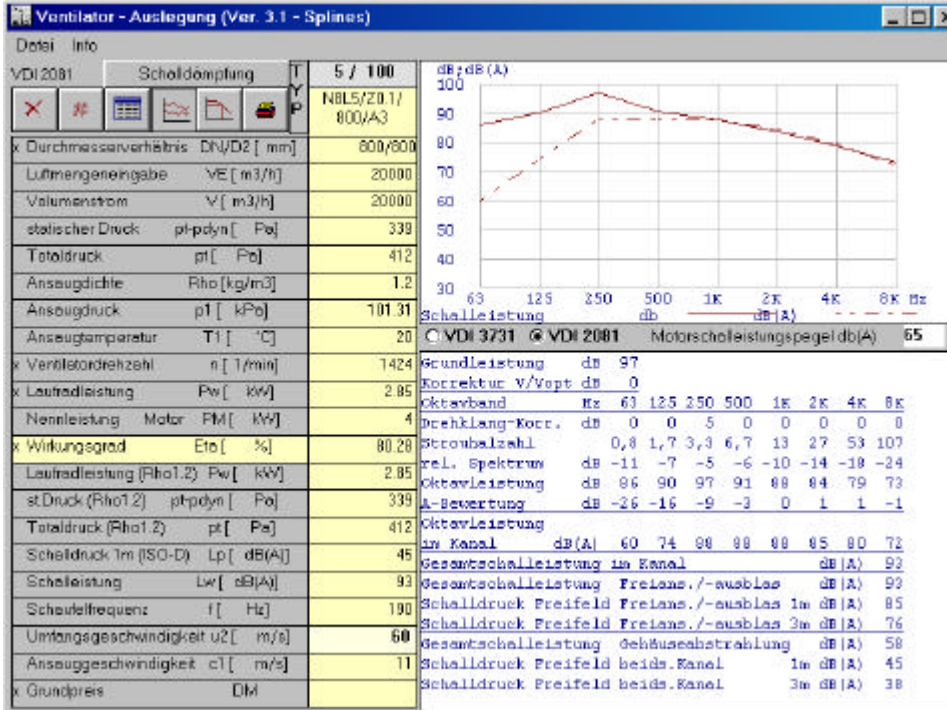 Ventilator - Auslegung (Ver. 3.1 - Splines)
Datei Info
VDI 2081 Schalldämpfung TYP 5 / 100
N8L5/Z0.1/
800/A3
x Durchmesserverhältnis DN/D2 [ mm] 800/800
Luftmengeneingabe VE [ m3/h] 20000
Volumenstrom V [ m3/h] 20000
statischer Druck pt-pdyn [ Pa] 339
Totaldruck pt [ Pa] 412
Ansaugdichte Rho [kg/m3] 1.2
Ansaugdruck p1 [ kPa] 101.31
Ansaugtemperatur T1 [ °C] 20
x Ventilatordrehzahl n [ 1/min] 1424
x Laufradleistung Pw [ kW] 2.85
Nennleistung Motor PM [ kW] 4
x Wirkungsgrad Eta [ %] 80.28
Laufradleistung (Rho1.2) Pw [ kW] 2.85
st.Druck (Rho1.2) pt-pdyn [ Pa] 339
Totaldruck (Rho1.2) pt [ Pa] 412
Schalldruck 1m (ISO-D) Lp [ dB(A)] 45
Schalleistung Lw [ dB(A)] 93
Schaufelfrequenz f [ Hz] 190
Umfangsgeschwindigkeit u2 [ m/s] 60
Ansauggeschwindigkeit c1 [ m/s] 11
x Grundpreis DM
dB;dB(A)
100
90
80
70
60
50
40
30
63 125 250 500 1K 2K 4K 8K Hz
Schalleistung db dB(A)
VDI 3731 VDI 2081 Motorschalleistungspegel db(A) 65
Grundleistung dB 97
Korrektur V/Vopt dB 0
Oktavband Hz 63 125 250 500 1K 2K 4K 8K
Drehklang-Korr. dB 0 0 5 0 0 0 0 0
Strouhalzahl 0,8 1,7 3,3 6,7 13 27 53 107
rel. Spektrum dB -11 -7 -5 -6 -10 -14 -18 -24
Oktavleistung dB 86 90 97 91 88 84 79 73
A-Bewertung dB -26 -16 -9 -3 0 1 1 -1
Oktavleistung
im Kanal dB(A| 60 74 88 88 88 85 80 72
Gesamtschalleistung im Kanal dB|A) 93
Gesamtschalleistung Freians./-ausblas dB|A) 93
Schalldruck Freifeld Freians./-ausblas 1m dB|A) 85
Schalldruck Freifeld Freians./-ausblas 3m dB|A) 76
Gesamtschalleistung Gehäuseabstrahlung dB|A) 58
Schalldruck Freifeld beids.Kanal 1m dB|A) 45
Schalldruck Freifeld beids.Kanal 3m dB|A) 38